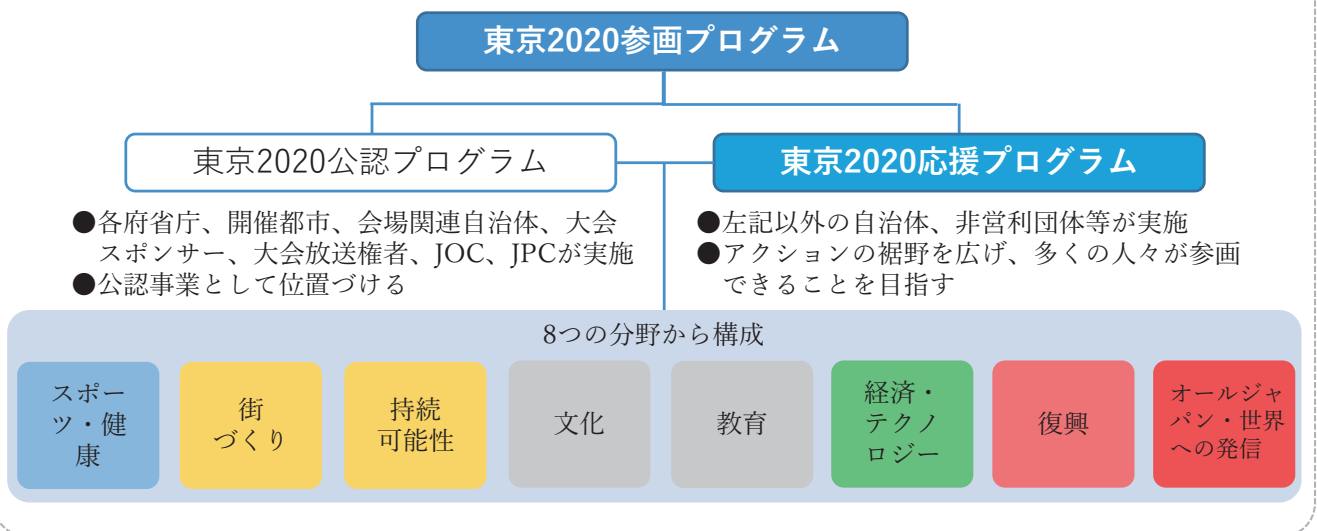 東京2020参画プログラム
東京2020公認プログラム
●各府省庁、開催都市、会場関連自治体、大会
スポンサー、大会放送権者、JOC、JPCが実施
●公認事業として位置づける
東京2020応援プログラム
●左記以外の自治体、非営利団体等が実施
●アクションの裾野を広げ、多くの人々が参画
できることを目指す
8つの分野から構成
スポー
ツ・健
康
街
づくり
持続
可能性
文化
教育
経済・
テクノ
ロジー
復興
オールジャ
パン・世界
への発信